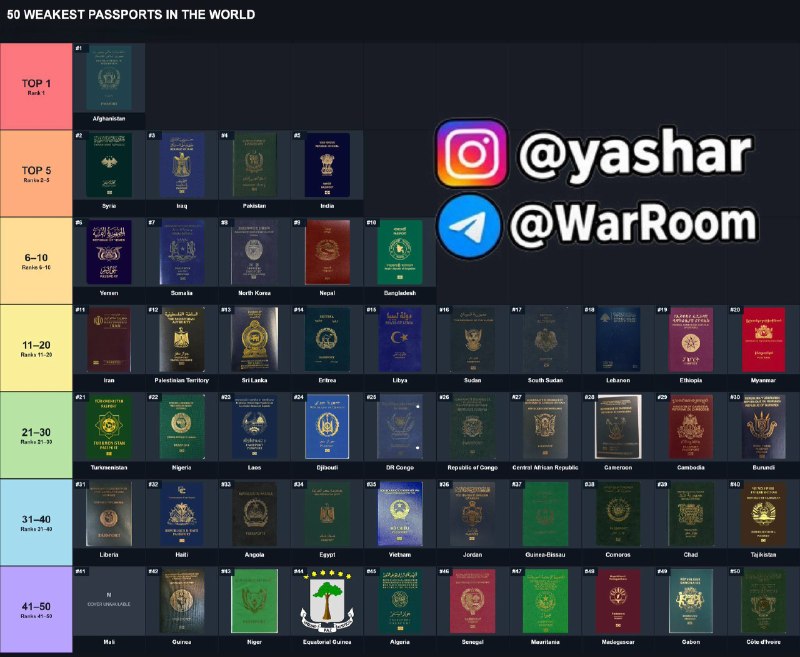 50 WEAKEST PASSPORTS IN THE WORLD
TOP 1
Rank 1
#1
Afghanistan
@yashar
@WarRoom
TOP 5
Ranks 2–5
#2 #3 #4 #5
Syria Iraq Pakistan India
6–10
Ranks 6–10
#6 #7 #8 #9 #10
Yemen Somalia North Korea Nepal Bangladesh
11–20
Ranks 11–20
#11 #12 #13 #14 #15 #16 #17 #18 #19 #20
Iran Palestinian Territory Sri Lanka Eritrea Libya Sudan South Sudan Lebanon Ethiopia Myanmar
21–30
Ranks 21–30
#21 #22 #23 #24 #25 #26 #27 #28 #29 #30
Turkmenistan Nigeria Laos Djibouti DR Congo Republic of Congo Central African Republic Cameroon Cambodia Burundi
31–40
Ranks 31–40
#31 #32 #33 #34 #35 #36 #37 #38 #39 #40
Liberia Haiti Angola Egypt Vietnam Jordan Guinea-Bissau Comoros Chad Tajikistan
41–50
Ranks 41–50
#41 #42 #43 #44 #45 #46 #47 #48 #49 #50
COVER UNAVAILABLE
Mali Guinea Niger Equatorial Guinea Algeria Senegal Mauritania Madagascar Gabon Côte d'Ivoire